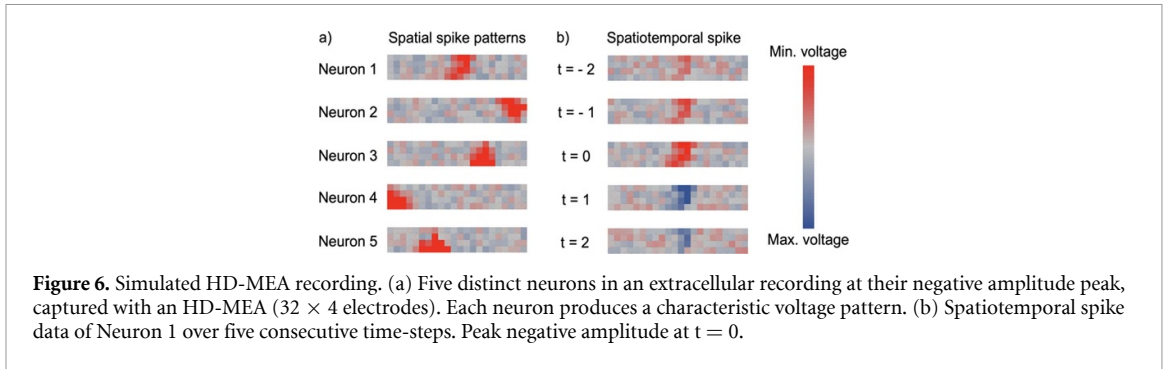 a) Spatial spike patterns b) Spatiotemporal spike
Min. voltage
Neuron 1 t = - 2
Neuron 2 t = - 1
Neuron 3 t = 0
Neuron 4 t = 1
Neuron 5 t = 2
Max. voltage
Figure 6. Simulated HD-MEA recording. (a) Five distinct neurons in an extracellular recording at their negative amplitude peak,
captured with an HD-MEA (32 × 4 electrodes). Each neuron produces a characteristic voltage pattern. (b) Spatiotemporal spike
data of Neuron 1 over five consecutive time-steps. Peak negative amplitude at t = 0.